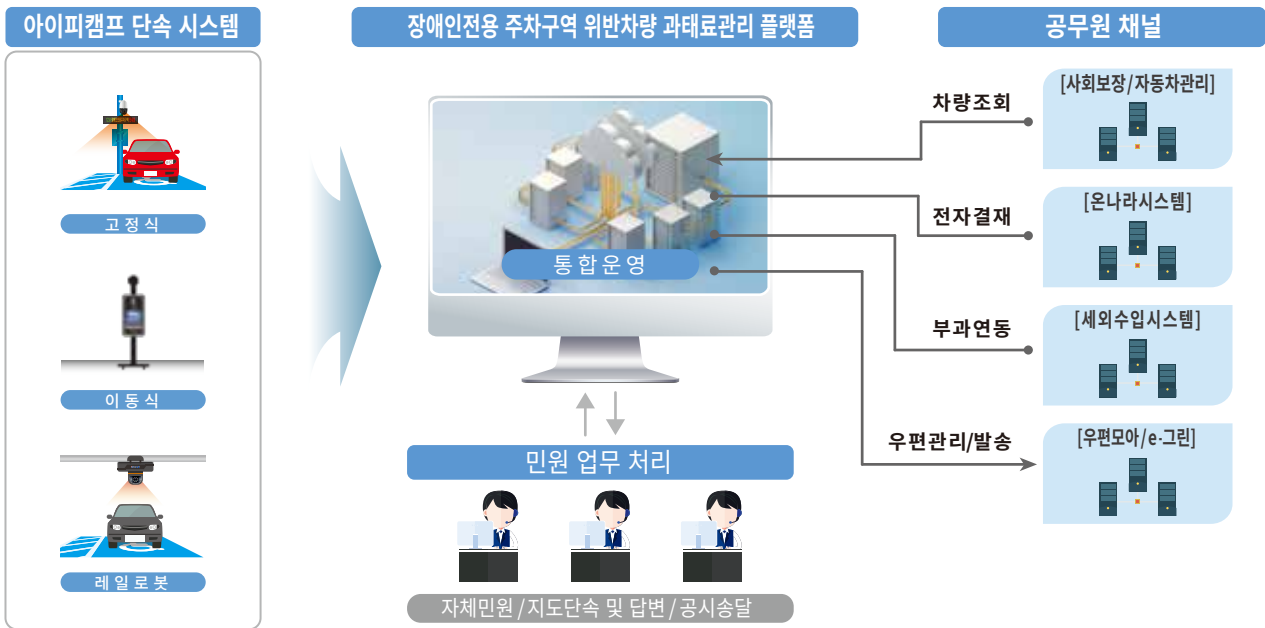 아이피캠프 단속 시스템
고정식
이동식
레일로봇
장애인전용 주차구역 위반차량 과태료관리 플랫폼
통합운영
민원 업무 처리
자체민원/지도단속 및 답변/공시송달
공무원 채널
차량조회
[사회보장/자동차관리]
전자결재
[온나라시스템]
부과연동
[세외수입시스템]
우편관리/발송
[우편모아/e·그린]